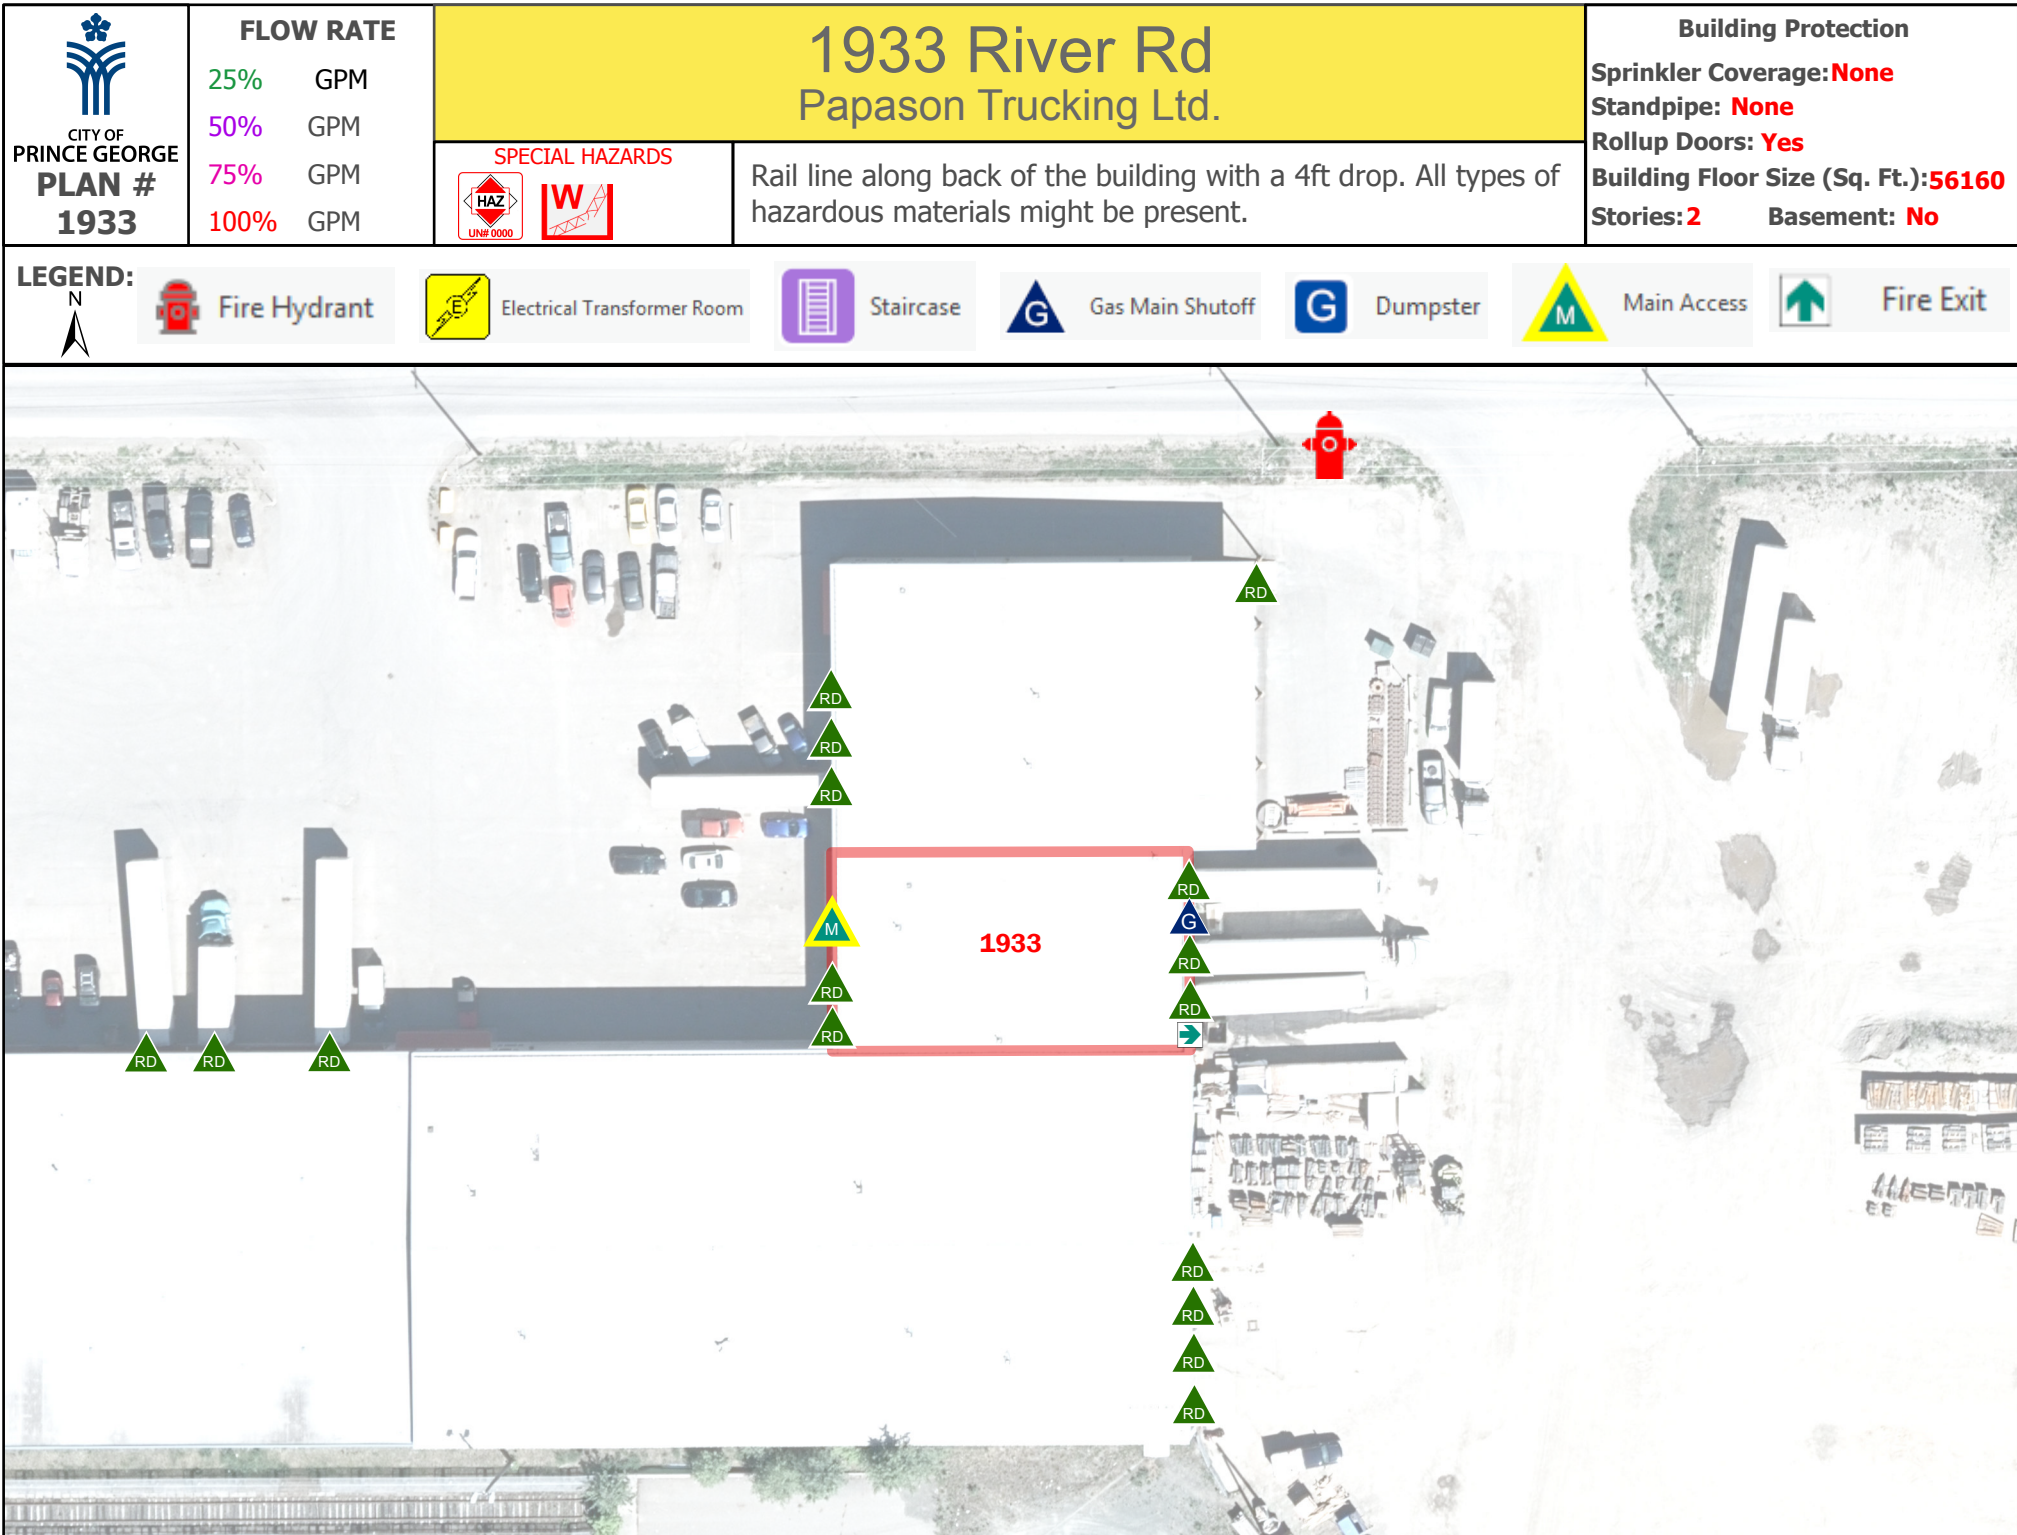 CITY OF
PRINCE GEORGE
PLAN #
1933
FLOW RATE
25% GPM
50% GPM
75% GPM
100% GPM
1933 River Rd
Papason Trucking Ltd.
SPECIAL HAZARDS
HAZ
UN# 0000
W
Rail line along back of the building with a 4ft drop. All types of
hazardous materials might be present.
Building Protection
Sprinkler Coverage: None
Standpipe: None
Rollup Doors: Yes
Building Floor Size (Sq. Ft.): 56160
Stories: 2 Basement: No
LEGEND:
N
Fire Hydrant
E
Electrical Transformer Room
Staircase
G
Gas Main Shutoff
G
Dumpster
M
Main Access
Fire Exit
RD
RD
RD
RD
RD
M
G
1933
RD
RD
RD
RD
RD
RD
RD
RD
RD
RD
RD